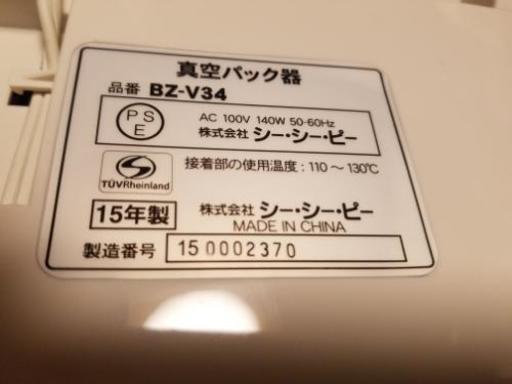 真空パック器
品番 BZ-V34
PS
E
AC 100V 140W 50-60Hz
株式会社 シー・シー・ピー
TÜVRheinland
接着部の使用温度：110～130℃
15年製
株式会社 シー・シー・ピー
MADE IN CHINA
製造番号 150002370